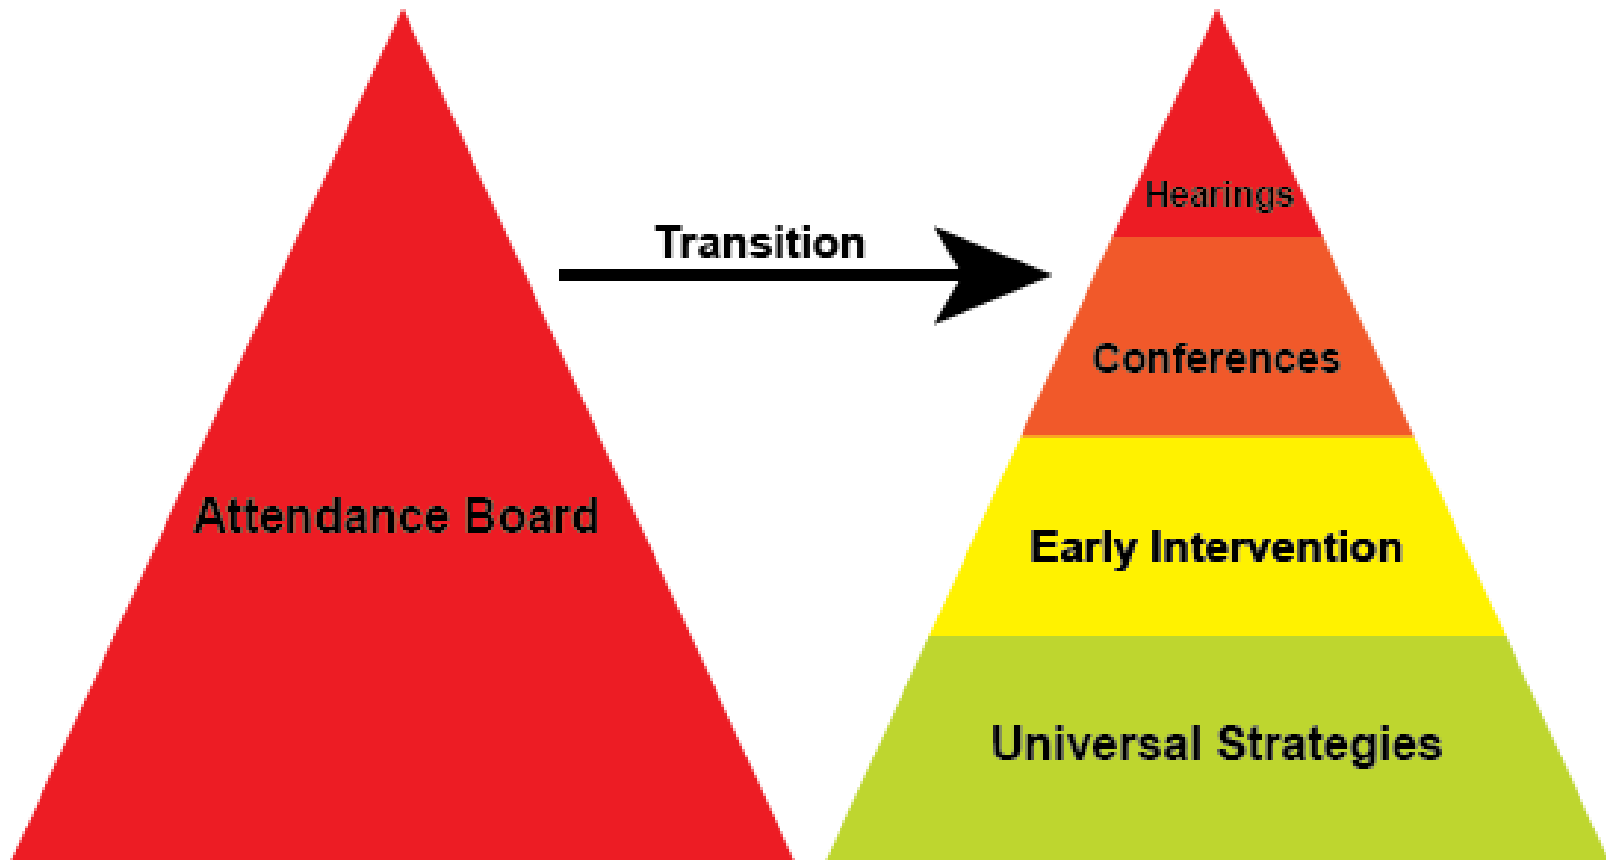 Attendance Board
Transition
Hearings
Conferences
Early Intervention
Universal Strategies